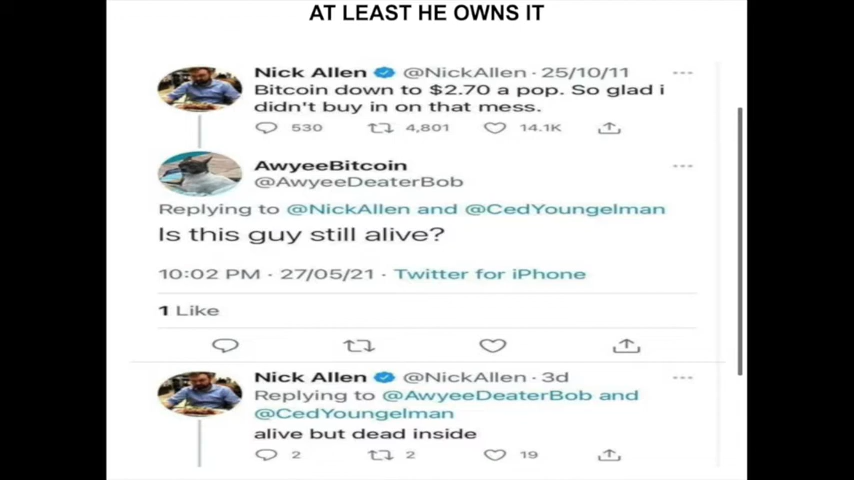 AT LEAST HE OWNS IT
Nick Allen @NickAllen · 25/10/11
Bitcoin down to $2.70 a pop. So glad i
didn't buy in on that mess.
530 4,801 14.1K
AwyeeBitcoin
@AwyeeDeaterBob
Replying to @NickAllen and @CedYoungelman
Is this guy still alive?
10:02 PM · 27/05/21 · Twitter for iPhone
1 Like
Nick Allen @NickAllen · 3d
Replying to @AwyeeDeaterBob and
@CedYoungelman
alive but dead inside
2 2 19